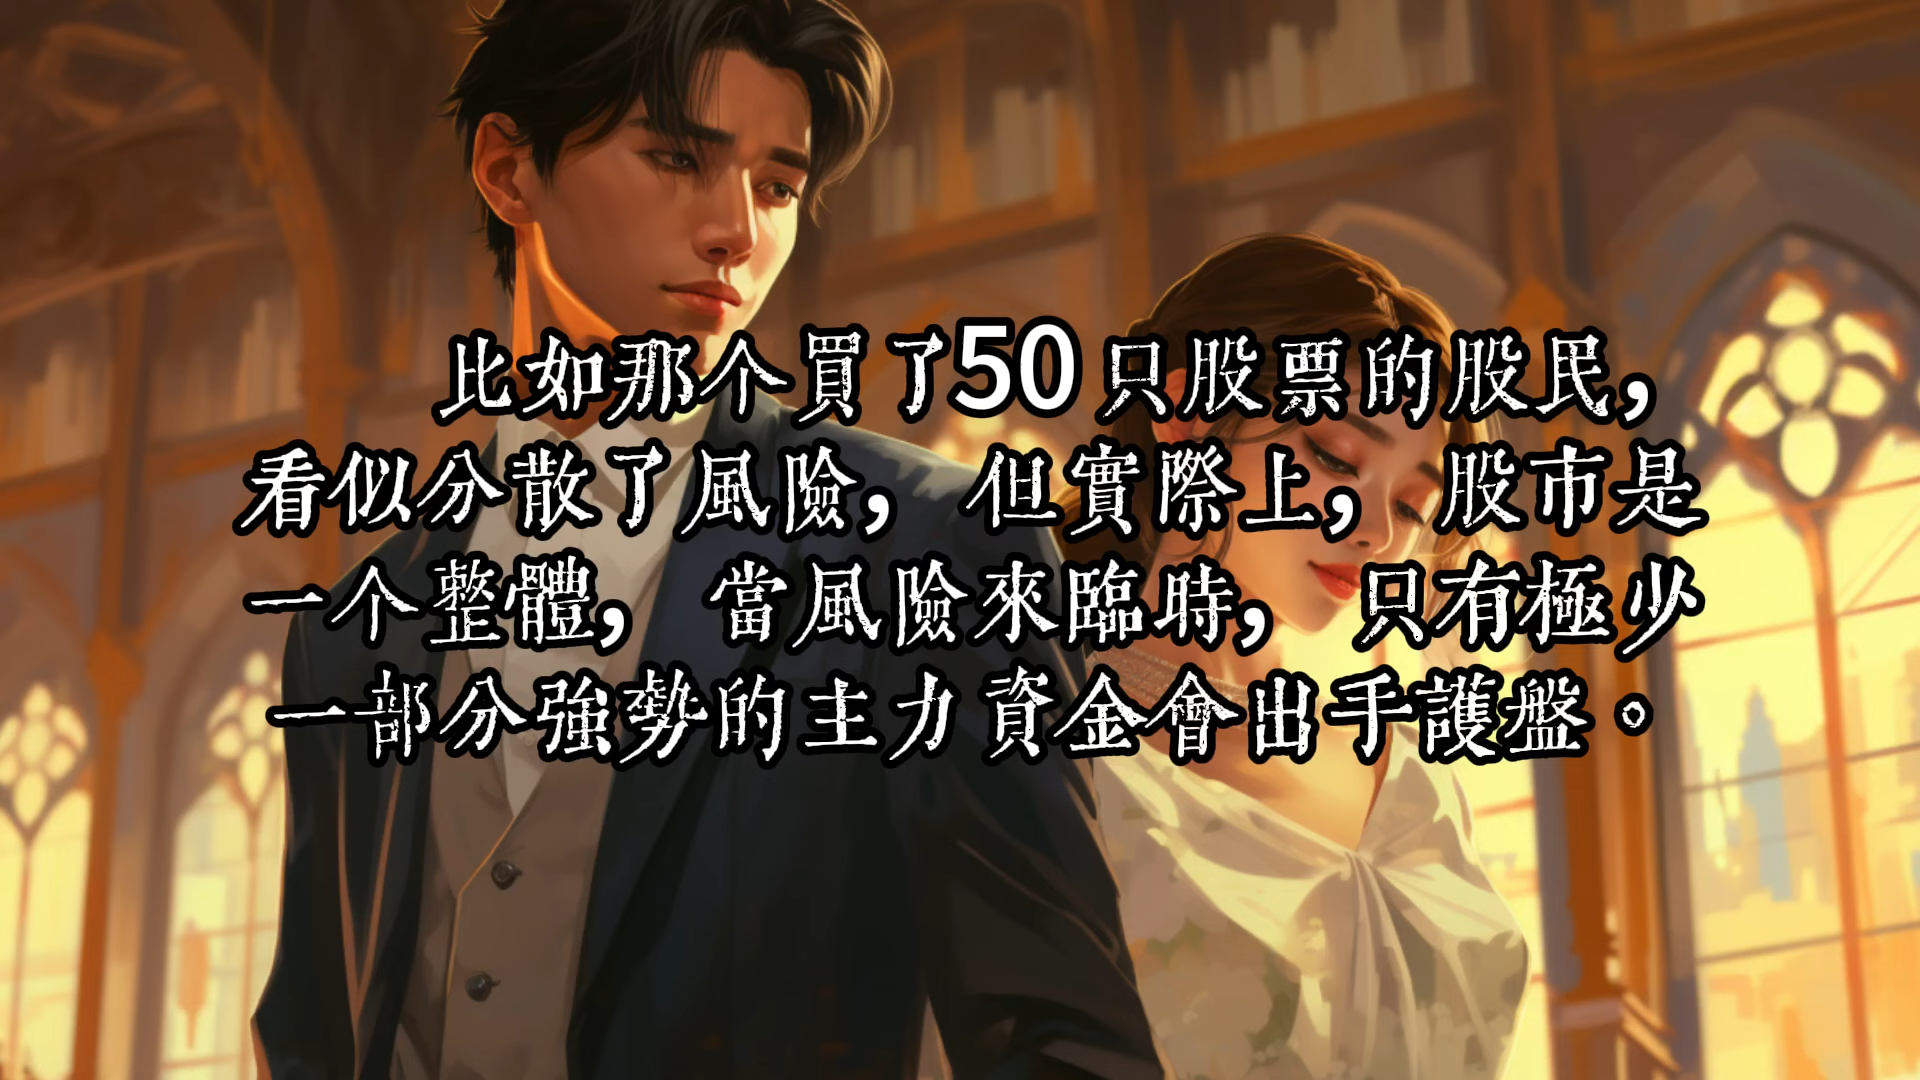 比如那个買了50只股票的股民,
看似分散了風險, 但實際上, 股市是
一个整體, 當風險來臨時, 只有極少
一部分強勢的主力資金會出手護盤。